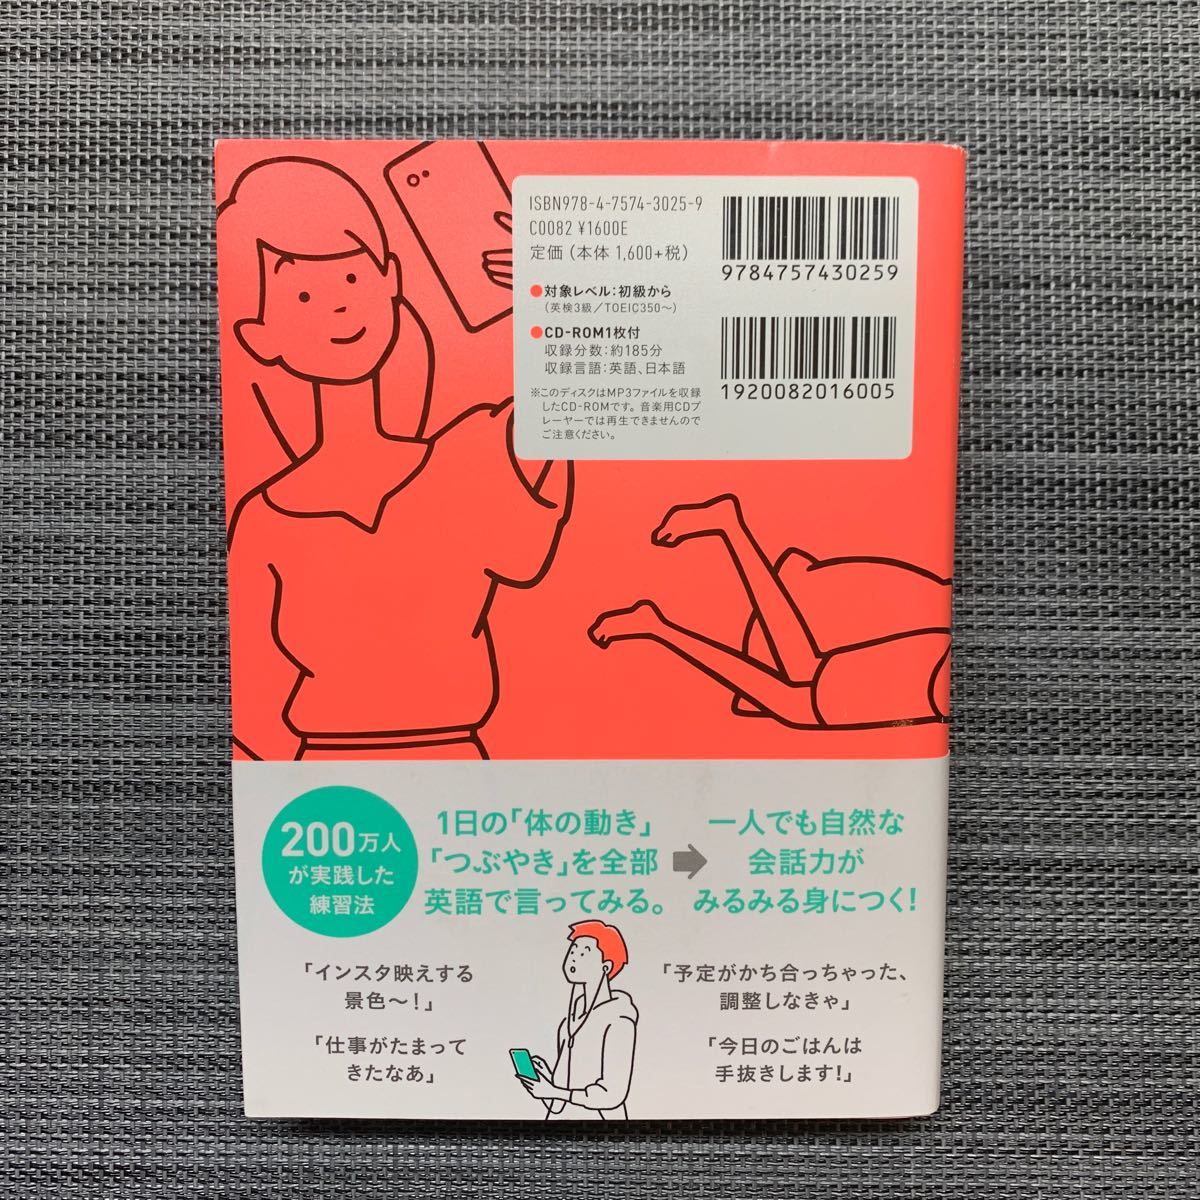 ISBN978-4-7574-3025-9
C0082 ¥1600E
定価（本体 1,600+税）
9784757430259
●対象レベル：初級から
（英検3級／TOEIC350～）
●CD-ROM1枚付
収録分数：約185分
収録言語：英語、日本語
※このディスクはMP3ファイルを収録
したCD-ROMです。音楽用CDプ
レーヤーでは再生できませんので
ご注意ください。
1920082016005
200万人
が実践した
練習法
1日の「体の動き」
「つぶやき」を全部
英語で言ってみる。
一人でも自然な
会話力が
みるみる身につく！
「インスタ映えする
景色～！」
「仕事がたまって
きたなあ」
「予定がかち合っちゃった、
調整しなきゃ」
「今日のごはんは
手抜きします!」